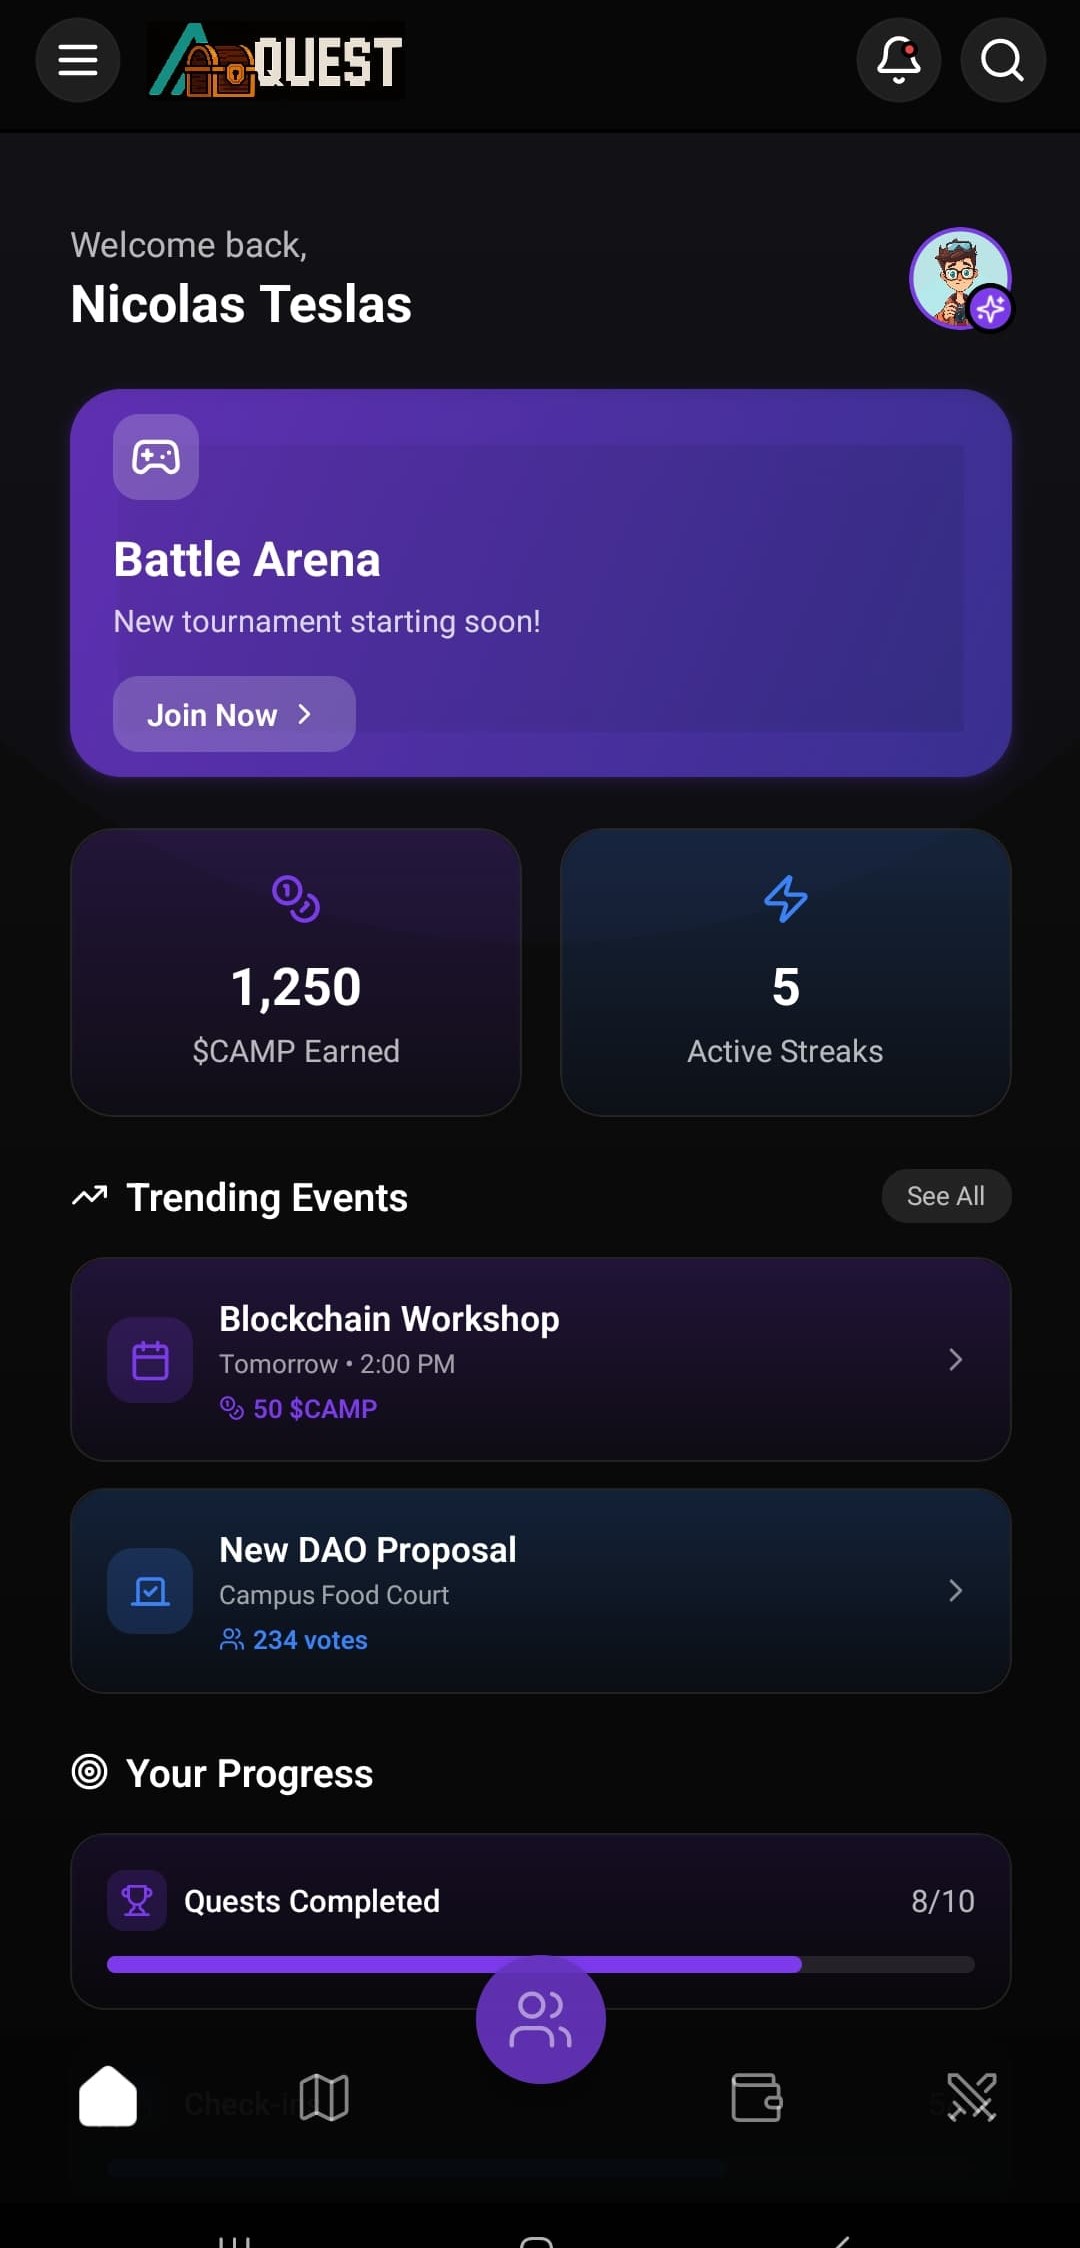 QUEST
Welcome back,
Nicolas Teslas
Battle Arena
New tournament starting soon!
Join Now
1,250
$CAMP Earned
5
Active Streaks
Trending Events
See All
Blockchain Workshop
Tomorrow • 2:00 PM
50 $CAMP
New DAO Proposal
Campus Food Court
234 votes
Your Progress
Quests Completed
8/10